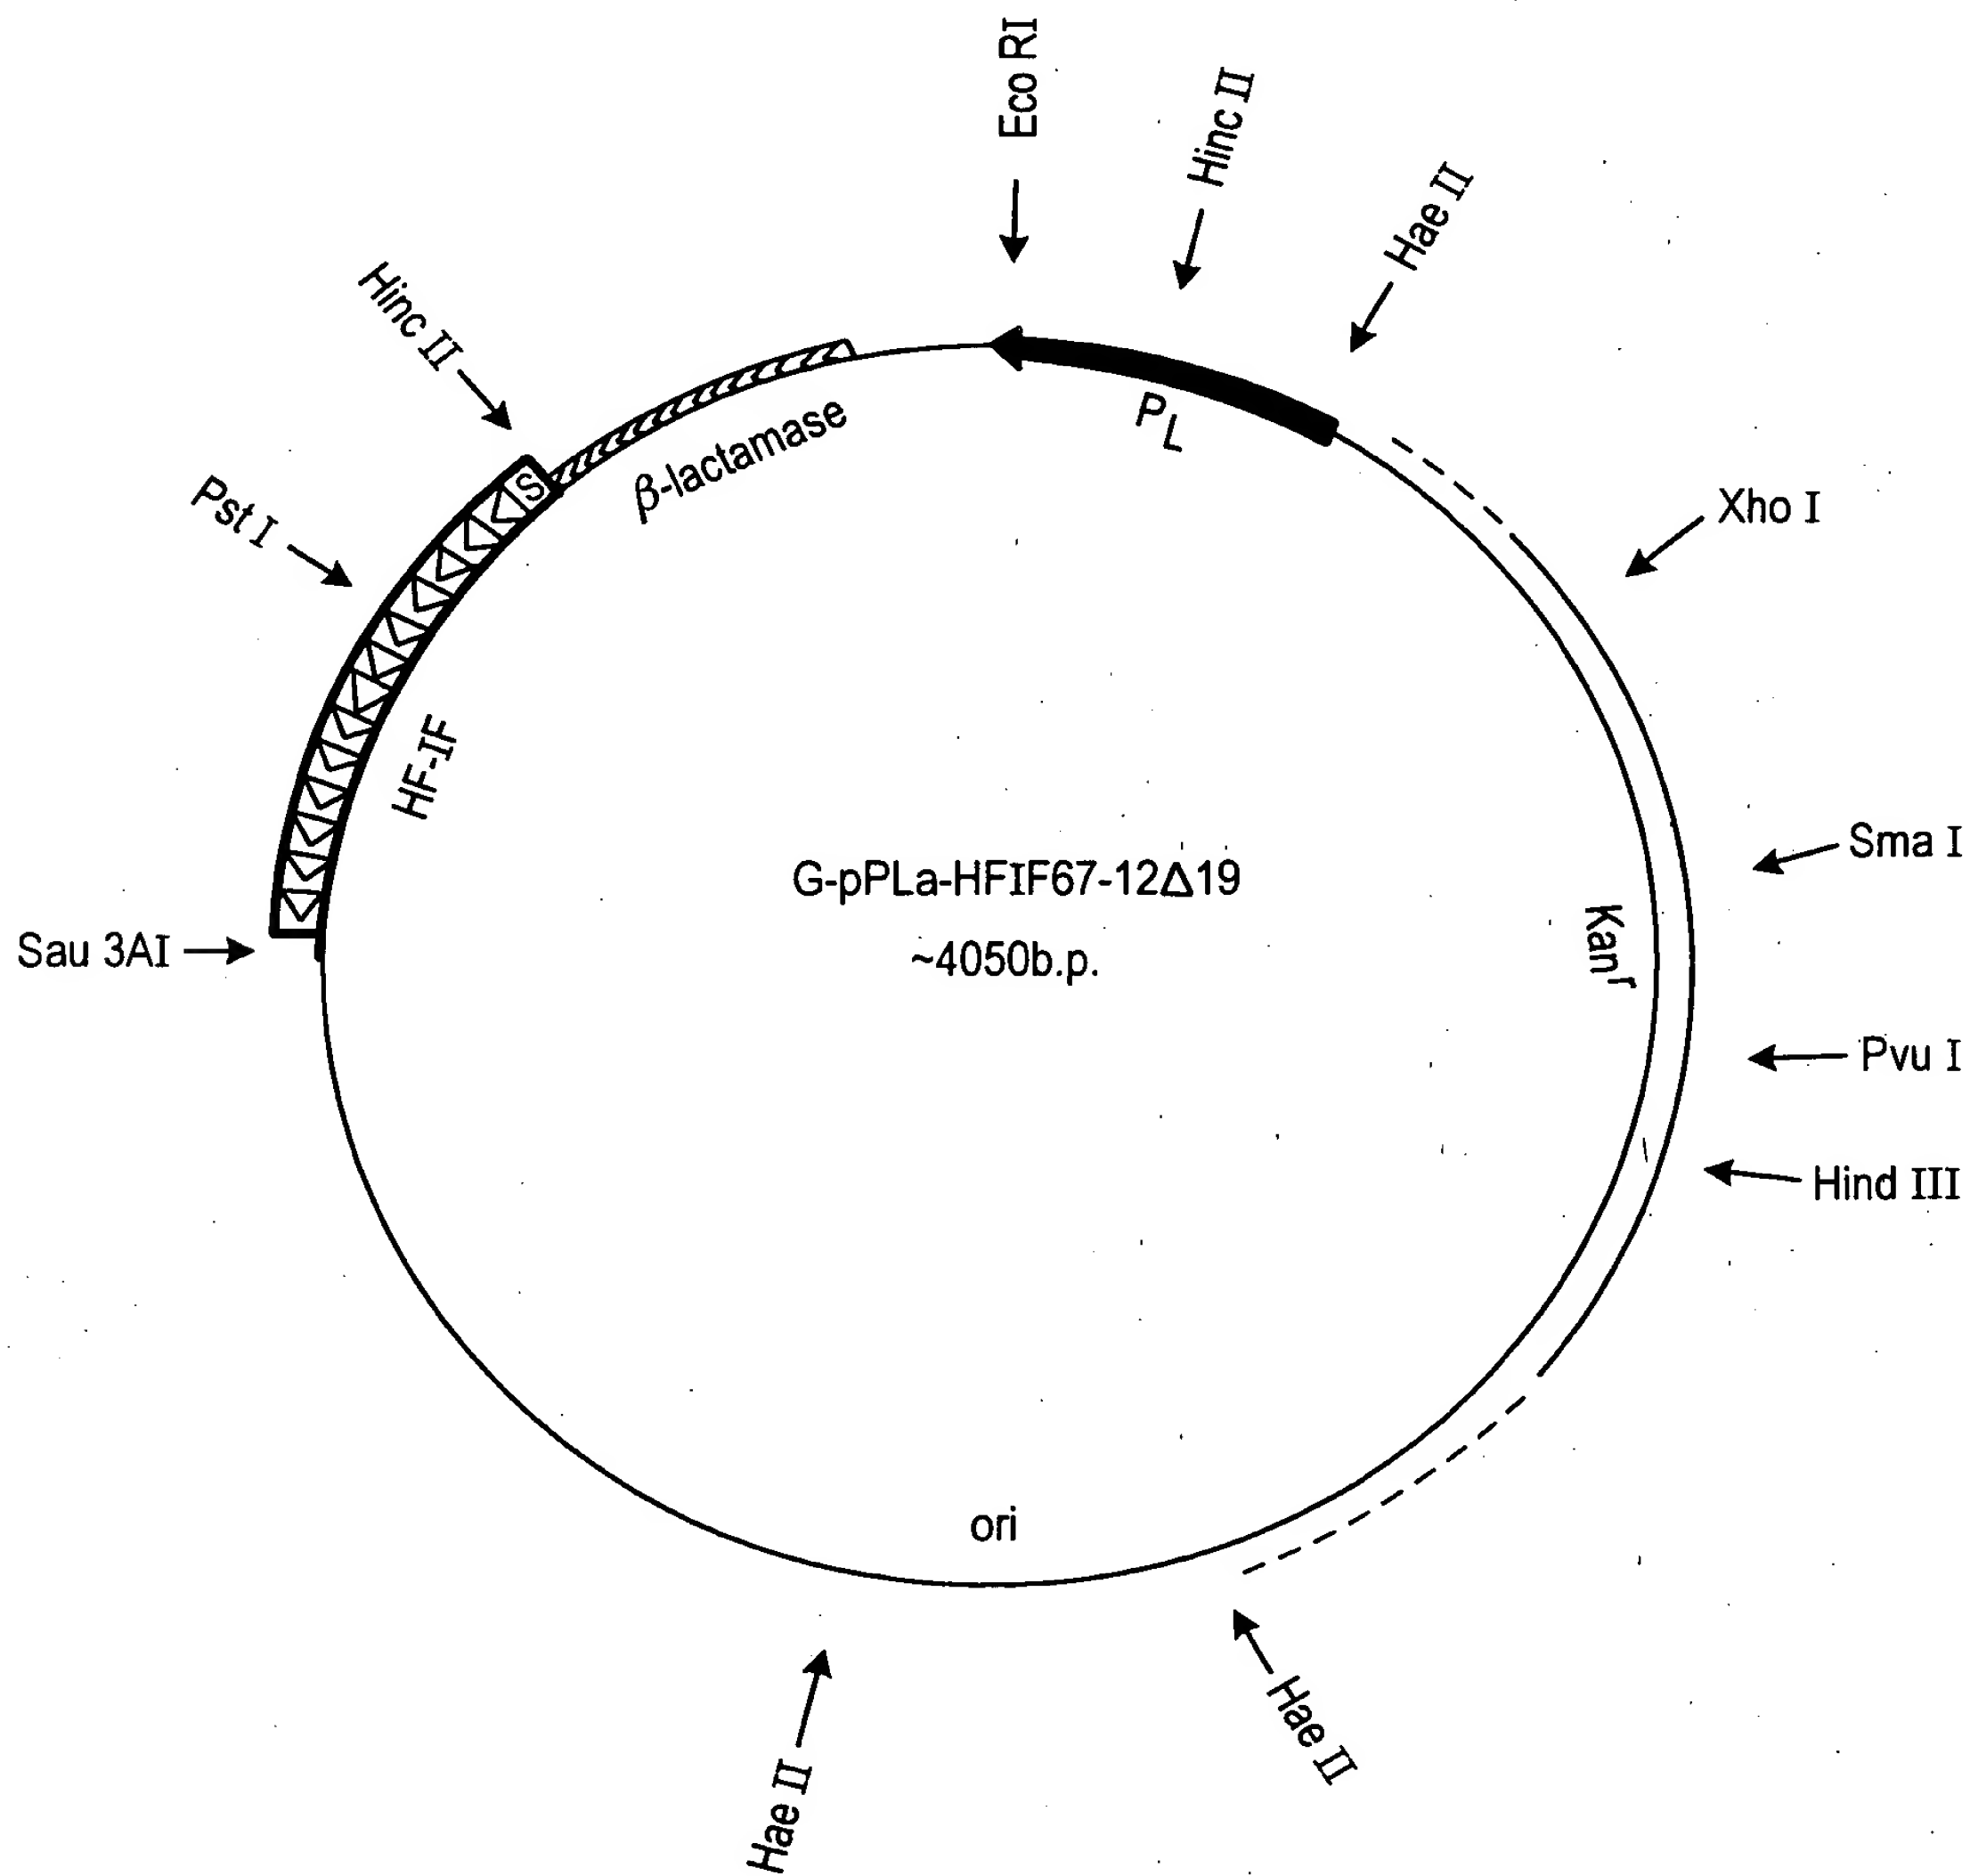 Eco RI
Hinc II
Hae II
Hinc II
β-lactamase
PL
S
Pst I
Xho I
HF-IF
G-pPLa-HFIF67-12Δ19
~4050b.p.
Sma I
Kanr
Sau 3AI
Pvu I
Hind III
ori
Hae II
Hae II